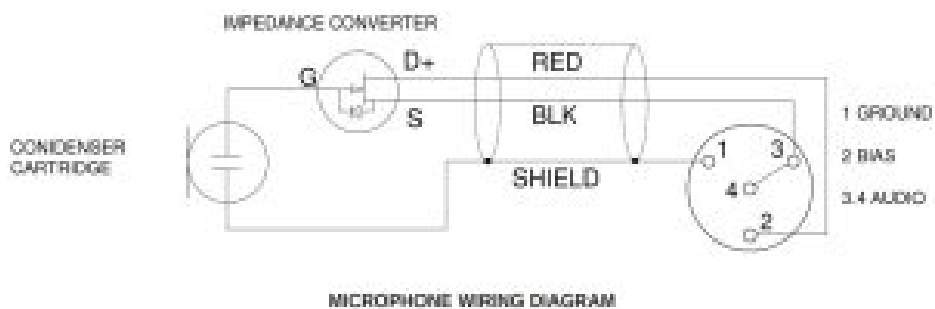 IMPEDANCE CONVERTER
D+
G
RED
S
BLK
1 GROUND
CONDENSER
CARTRIDGE
1
3
2 BIAS
SHIELD
4
3.4 AUDIO
2
MICROPHONE WIRING DIAGRAM